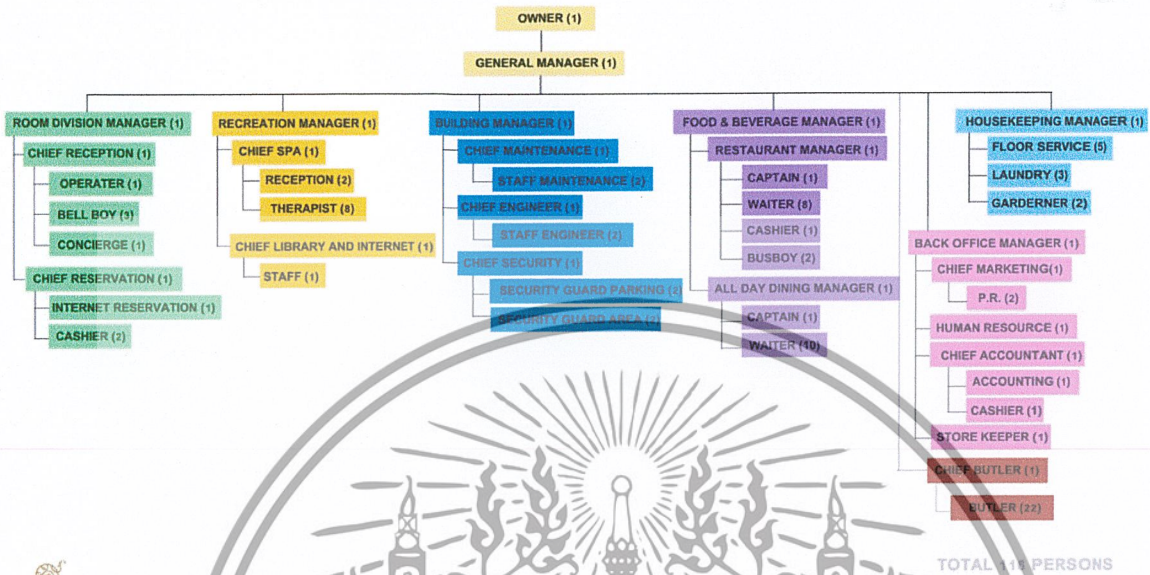 OWNER (1)
GENERAL MANAGER (1)
ROOM DIVISION MANAGER (1)
CHIEF RECEPTION (1)
OPERATER (1)
BELL BOY (3)
CONCIERGE (1)
CHIEF RESERVATION (1)
INTERNET RESERVATION (1)
CASHIER (2)
RECREATION MANAGER (1)
CHIEF SPA (1)
RECEPTION (2)
THERAPIST (8)
CHIEF LIBRARY AND INTERNET (1)
STAFF (1)
BUILDING MANAGER (1)
CHIEF MAINTENANCE (1)
STAFF MAINTENANCE (2)
CHIEF ENGINEER (1)
STAFF ENGINEER (2)
CHIEF SECURITY (1)
SECURITY GUARD PARKING (2)
SECURITY GUARD AREA (2)
FOOD & BEVERAGE MANAGER (1)
RESTAURANT MANAGER (1)
CAPTAIN (1)
WAITER (8)
CASHIER (1)
BUSBOY (2)
ALL DAY DINING MANAGER (1)
CAPTAIN (1)
WAITER (10)
HOUSEKEEPING MANAGER (1)
FLOOR SERVICE (5)
LAUNDRY (3)
GARDERNER (2)
BACK OFFICE MANAGER (1)
CHIEF MARKETING(1)
P.R. (2)
HUMAN RESOURCE (1)
CHIEF ACCOUNTANT (1)
ACCOUNTING (1)
CASHIER (1)
STORE KEEPER (1)
CHIEF BUTLER (1)
BUTLER (22)
TOTAL PERSONS